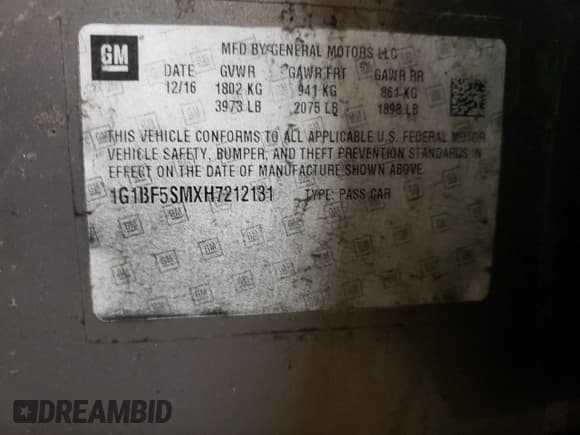 GM
MFD BY GENERAL MOTORS LLC
DATE GVWR GAWR FRT GAWR RR
12/16 1802 KG 941 KG 861 KG
3973 LB 2075 LB 1898 LB
THIS VEHICLE CONFORMS TO ALL APPLICABLE U.S. FEDERAL MOTOR
VEHICLE SAFETY, BUMPER, AND THEFT PREVENTION STANDARDS IN
EFFECT ON THE DATE OF MANUFACTURE SHOWN ABOVE
1G1BF5SMXH7212131 TYPE: PASS CAR
DREAMBID